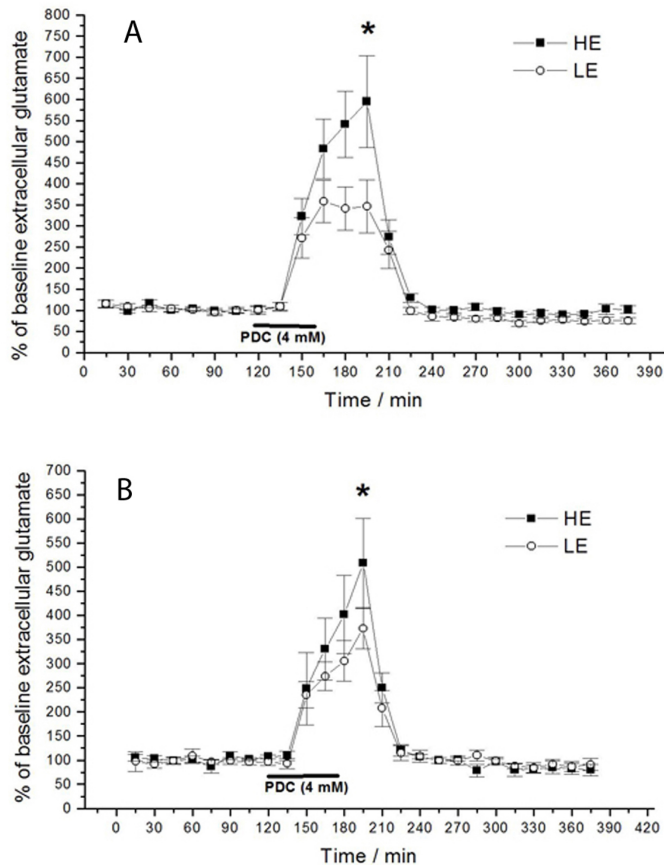 A
*
HE
LE
% of baseline extracellular glutamate
800
750
700
650
600
550
500
450
400
350
300
250
200
150
100
50
0
PDC (4 mM)
0 30 60 90 120 150 180 210 240 270 300 330 360 390
Time / min
B
*
HE
LE
% of baseline extracellular glutamate
700
650
600
550
500
450
400
350
300
250
200
150
100
50
0
PDC (4 mM)
0 30 60 90 120 150 180 210 240 270 300 330 360 390 420
Time / min